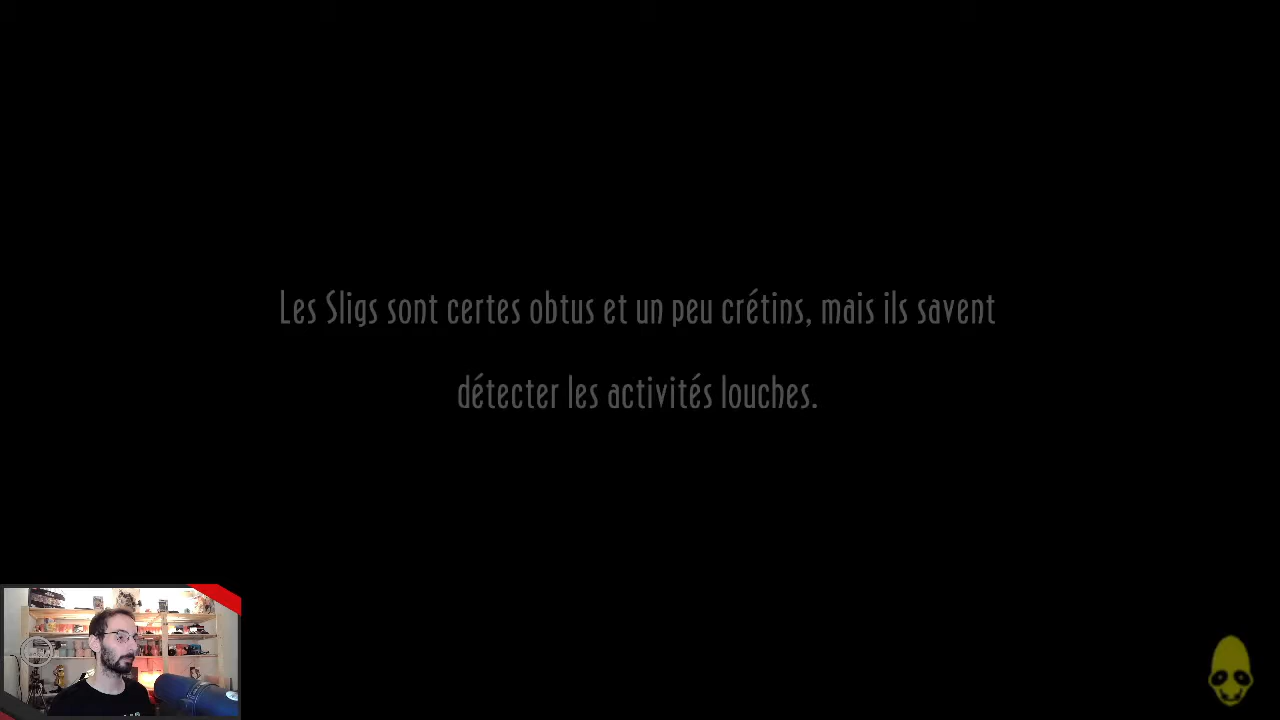 Les Sligs sont certes obtus et un peu crétins, mais ils savent
détecter les activités louches.